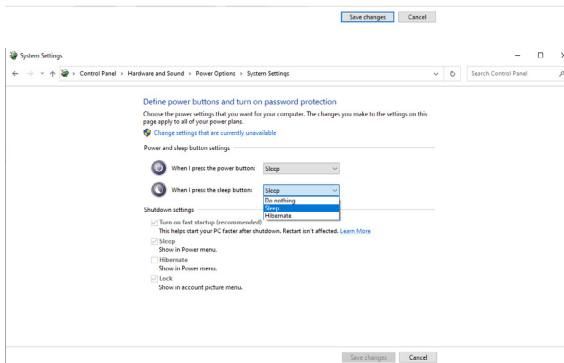 Save changes Cancel
System Settings
Control Panel > Hardware and Sound > Power Options > System Settings
Search Control Panel
Define power buttons and turn on password protection
Choose the power settings that you want for your computer. The changes you make to the settings on this
page apply to all of your power plans.
Change settings that are currently unavailable
Power and sleep button settings
When I press the power button: Sleep
When I press the sleep button: Sleep
Do nothing
Sleep
Hibernate
Shutdown settings
Turn on fast startup (recommended)
This helps start your PC faster after shutdown. Restart isn't affected. Learn More
Sleep
Show in Power menu.
Hibernate
Show in Power menu.
Lock
Show in account picture menu.
Save changes Cancel